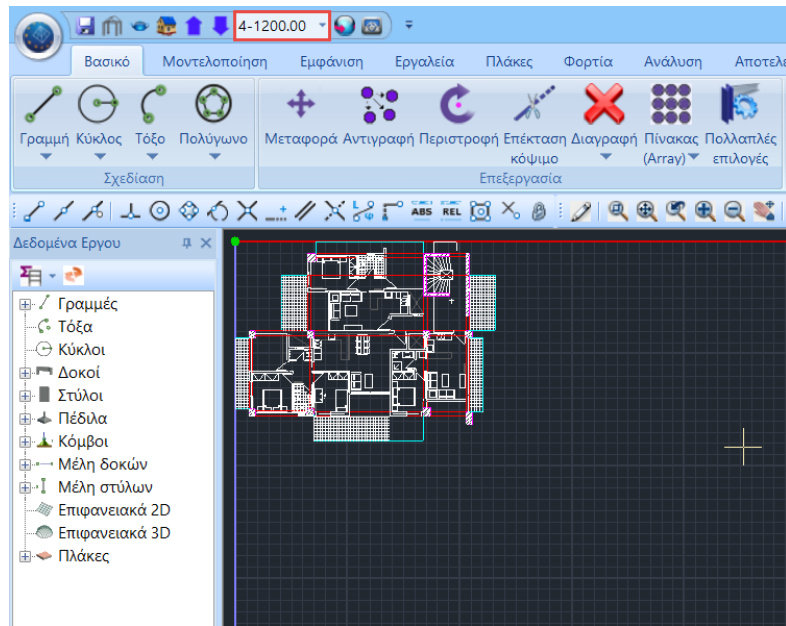 4-1200.00
Βασικό Μοντελοποίηση Εμφάνιση Εργαλεία Πλάκες Φορτία Ανάλυση Αποτελε
Γραμμή Κύκλος Τόξο Πολύγωνο Μεταφορά Αντιγραφή Περιστροφή Επέκταση Διαγραφή Πίνακας Πολλαπλές
κόψιμο (Array) επιλογές
Σχεδίαση Επεξεργασία
ABS REL
Δεδομένα Εργου
Γραμμές
Τόξα
Κύκλοι
Δοκοί
Στύλοι
Πέδιλα
Κόμβοι
Μέλη δοκών
Μέλη στύλων
Επιφανειακά 2D
Επιφανειακά 3D
Πλάκες